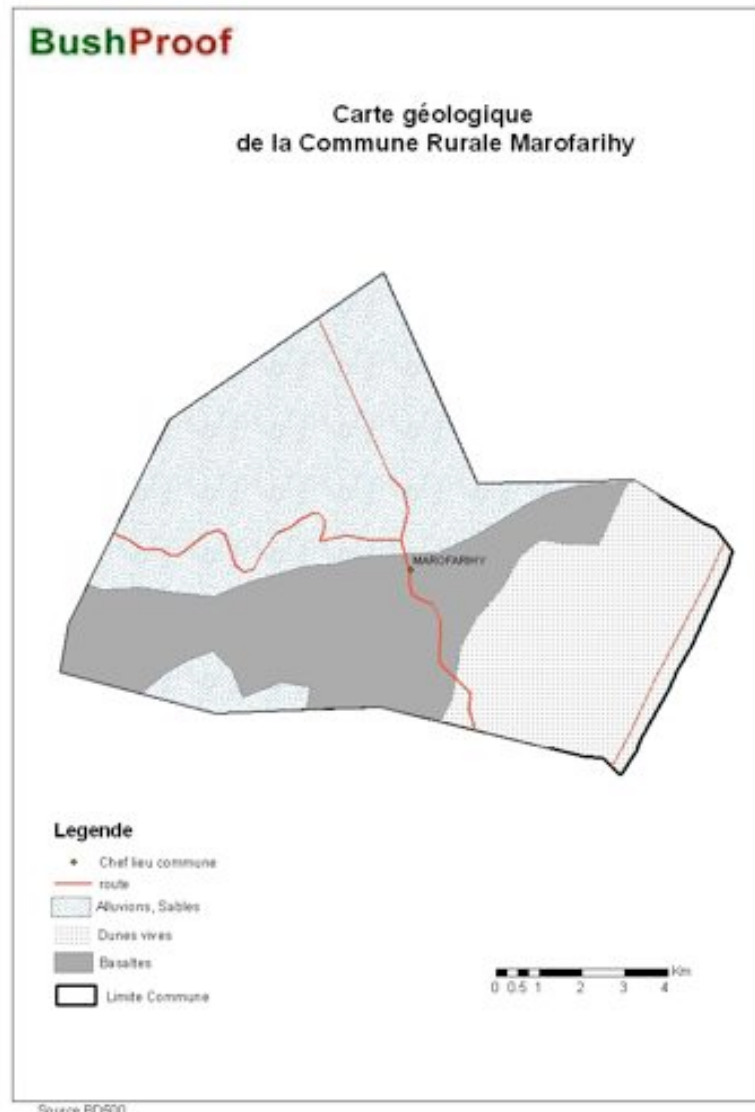 BushProof
Carte géologique
de la Commune Rurale Marofarihy
MAROFARIHY
Legende
Chef lieu commune
route
Alluvions, Sables
Dunes vives
Basaltes
Limite Commune
Km
0 0.5 1 2 3 4
Source BD500